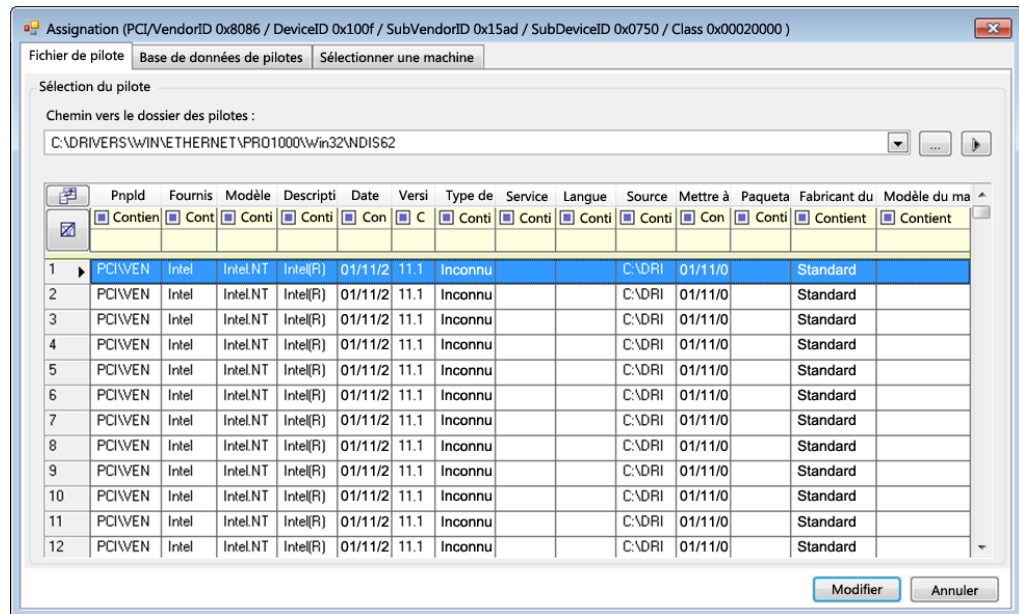 Assignation (PCI/VendorID 0x8086 / DeviceID 0x100f / SubVendorID 0x15ad / SubDeviceID 0x0750 / Class 0x00020000 )
Fichier de pilote Base de données de pilotes Sélectionner une machine
Sélection du pilote
Chemin vers le dossier des pilotes :
C:\DRIVERS\WIN\ETHERNET\PRO1000\Win32\NDIS62 ...
PnpId Fournis Modèle Descripti Date Versi Type de Service Langue Source Mettre à Paqueta Fabricant du Modèle du ma
Contien Cont Conti Conti Con C Conti Conti Conti Conti Con Conti Contient Contient
1 PCI\VEN Intel Intel.NT Intel(R) 01/11/2 11.1 Inconnu C:\DRI 01/11/0 Standard
2 PCI\VEN Intel Intel.NT Intel(R) 01/11/2 11.1 Inconnu C:\DRI 01/11/0 Standard
3 PCI\VEN Intel Intel.NT Intel(R) 01/11/2 11.1 Inconnu C:\DRI 01/11/0 Standard
4 PCI\VEN Intel Intel.NT Intel(R) 01/11/2 11.1 Inconnu C:\DRI 01/11/0 Standard
5 PCI\VEN Intel Intel.NT Intel(R) 01/11/2 11.1 Inconnu C:\DRI 01/11/0 Standard
6 PCI\VEN Intel Intel.NT Intel(R) 01/11/2 11.1 Inconnu C:\DRI 01/11/0 Standard
7 PCI\VEN Intel Intel.NT Intel(R) 01/11/2 11.1 Inconnu C:\DRI 01/11/0 Standard
8 PCI\VEN Intel Intel.NT Intel(R) 01/11/2 11.1 Inconnu C:\DRI 01/11/0 Standard
9 PCI\VEN Intel Intel.NT Intel(R) 01/11/2 11.1 Inconnu C:\DRI 01/11/0 Standard
10 PCI\VEN Intel Intel.NT Intel(R) 01/11/2 11.1 Inconnu C:\DRI 01/11/0 Standard
11 PCI\VEN Intel Intel.NT Intel(R) 01/11/2 11.1 Inconnu C:\DRI 01/11/0 Standard
12 PCI\VEN Intel Intel.NT Intel(R) 01/11/2 11.1 Inconnu C:\DRI 01/11/0 Standard
Modifier Annuler